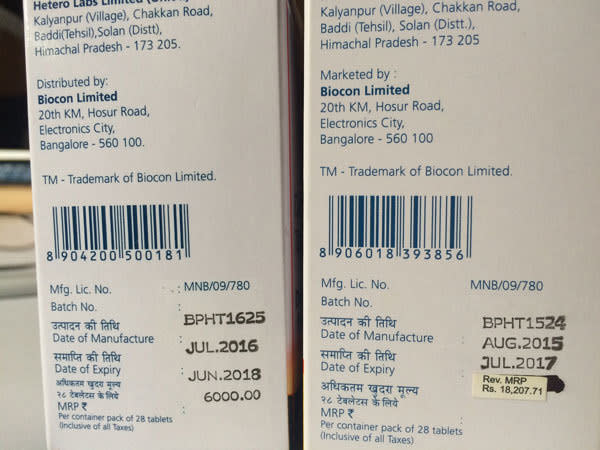 Hetero Labs Limited
Kalyanpur (Village), Chakkan Road,
Baddi(Tehsil),Solan (Distt),
Himachal Pradesh - 173 205.
Distributed by:
Biocon Limited
20th KM, Hosur Road,
Electronics City,
Bangalore - 560 100.
TM - Trademark of Biocon Limited.
8 904200 500181
Mfg. Lic. No. : MNB/09/780
Batch No. :
उत्पादन की तिथि BPHT1625
Date of Manufacture :
JUL.2016
समाप्ति की तिथि
Date of Expiry : JUN.2018
अधिकतम खुदरा मूल्य
२८ टेबलेटस के लिये 6000.00
MRP ₹ :
Per container pack of 28 tablets
(Inclusive of all Taxes)
Kalyanpur (Village), Chakkan Road,
Baddi (Tehsil), Solan (Distt.),
Himachal Pradesh - 173 205
Marketed by :
Biocon Limited
20th KM, Hosur Road,
Electronics City,
Bangalore - 560 100
TM - Trademark of Biocon Limited.
8 906018 393856
Mfg. Lic. No. MNB/09/780
Batch No. :
उत्पादन की तिथि BPHT1524
Date of Manufacture :
AUG.2015
समाप्ति की तिथि
JUL.2017
Date of Expiry :
अधिकतम खुदरा मूल्य
Rev. MRP
Rs. 18,207.71
२८ टेबलेटस के लिये
MRP ₹ :
Per container pack of 28 tablets
(Inclusive of all Taxes)